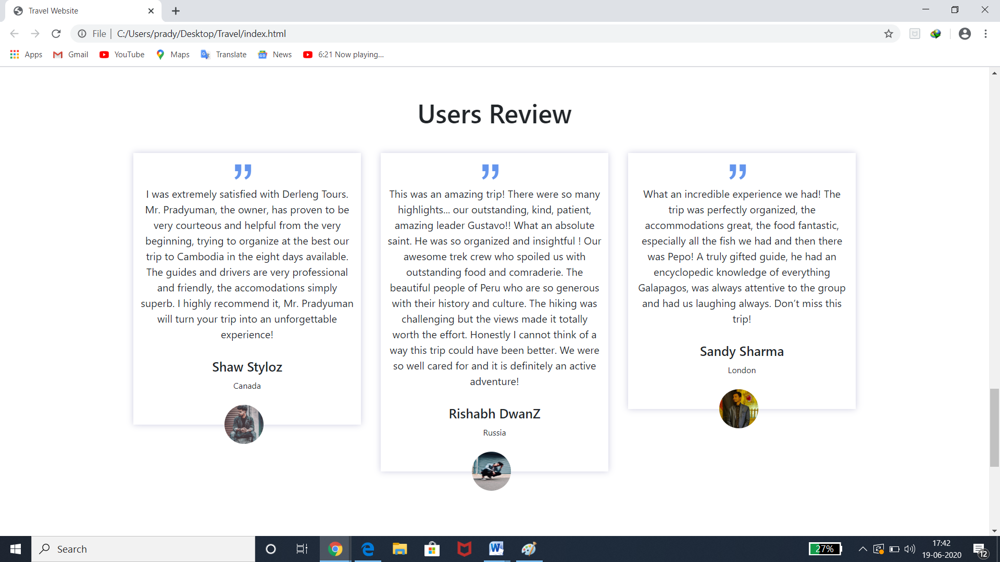 Travel Website
File | C:/Users/prady/Desktop/Travel/index.html
Apps Gmail YouTube Maps Translate News 6:21 Now playing...
Users Review
I was extremely satisfied with Derleng Tours.
Mr. Pradyuman, the owner, has proven to be
very courteous and helpful from the very
beginning, trying to organize at the best our
trip to Cambodia in the eight days available.
The guides and drivers are very professional
and friendly, the accomodations simply
superb. I highly recommend it, Mr. Pradyuman
will turn your trip into an unforgettable
experience!
Shaw Styloz
Canada
This was an amazing trip! There were so many
highlights... our outstanding, kind, patient,
amazing leader Gustavo!! What an absolute
saint. He was so organized and insightful ! Our
awesome trek crew who spoiled us with
outstanding food and comraderie. The
beautiful people of Peru who are so generous
with their history and culture. The hiking was
challenging but the views made it totally
worth the effort. Honestly I cannot think of a
way this trip could have been better. We were
so well cared for and it is definitely an active
adventure!
Rishabh DwanZ
Russia
What an incredible experience we had! The
trip was perfectly organized, the
accommodations great, the food fantastic,
especially all the fish we had and then there
was Pepo! A truly gifted guide, he had an
encyclopedic knowledge of everything
Galapagos, was always attentive to the group
and had us laughing always. Don’t miss this
trip!
Sandy Sharma
London
Search
27%
17:42
19-06-2020
12